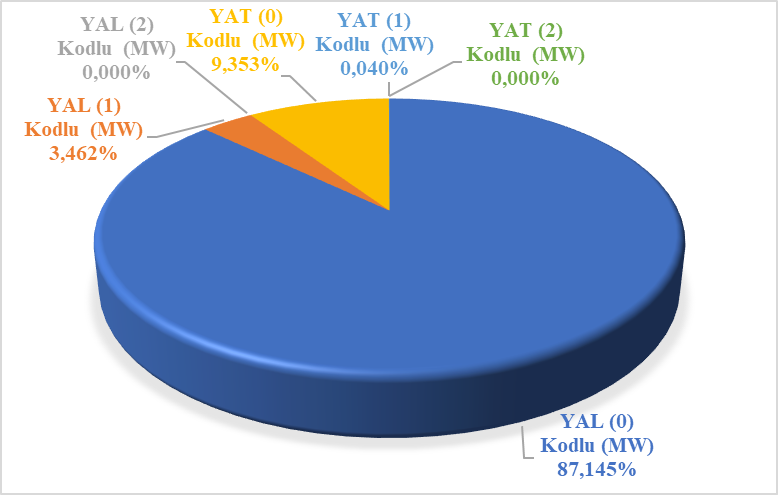 YAL (2)
Kodlu (MW)
0,000%
YAT (0)
Kodlu (MW)
9,353%
YAT (1)
Kodlu (MW)
0,040%
YAT (2)
Kodlu (MW)
0,000%
YAL (1)
Kodlu (MW)
3,462%
YAL (0)
Kodlu (MW)
87,145%